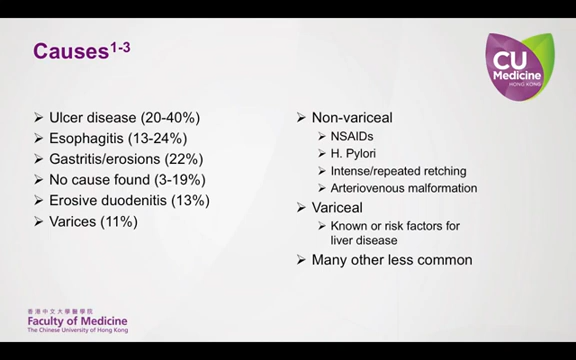 Causes1-3
CU
Medicine
HONG KONG
Ulcer disease (20-40%)
Esophagitis (13-24%)
Gastritis/erosions (22%)
No cause found (3-19%)
Erosive duodenitis (13%)
Varices (11%)
Non-variceal
NSAIDs
H. Pylori
Intense/repeated retching
Arteriovenous malformation
Variceal
Known or risk factors for
liver disease
Many other less common
香港中文大學醫學院
Faculty of Medicine
The Chinese University of Hong Kong